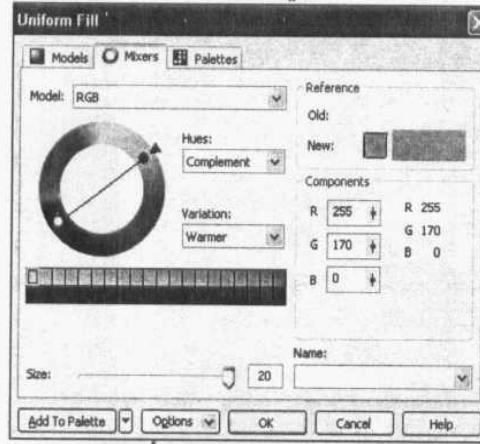 Uniform Fill
Models Mixers Palettes
Model: RGB
Hues:
Complement
Variation:
Warmer
Reference
Old:
New:
Components
R 255 R 255
G 170 G 170
B 0 B 0
Size: 20
Name:
Add To Palette Options OK Cancel Help